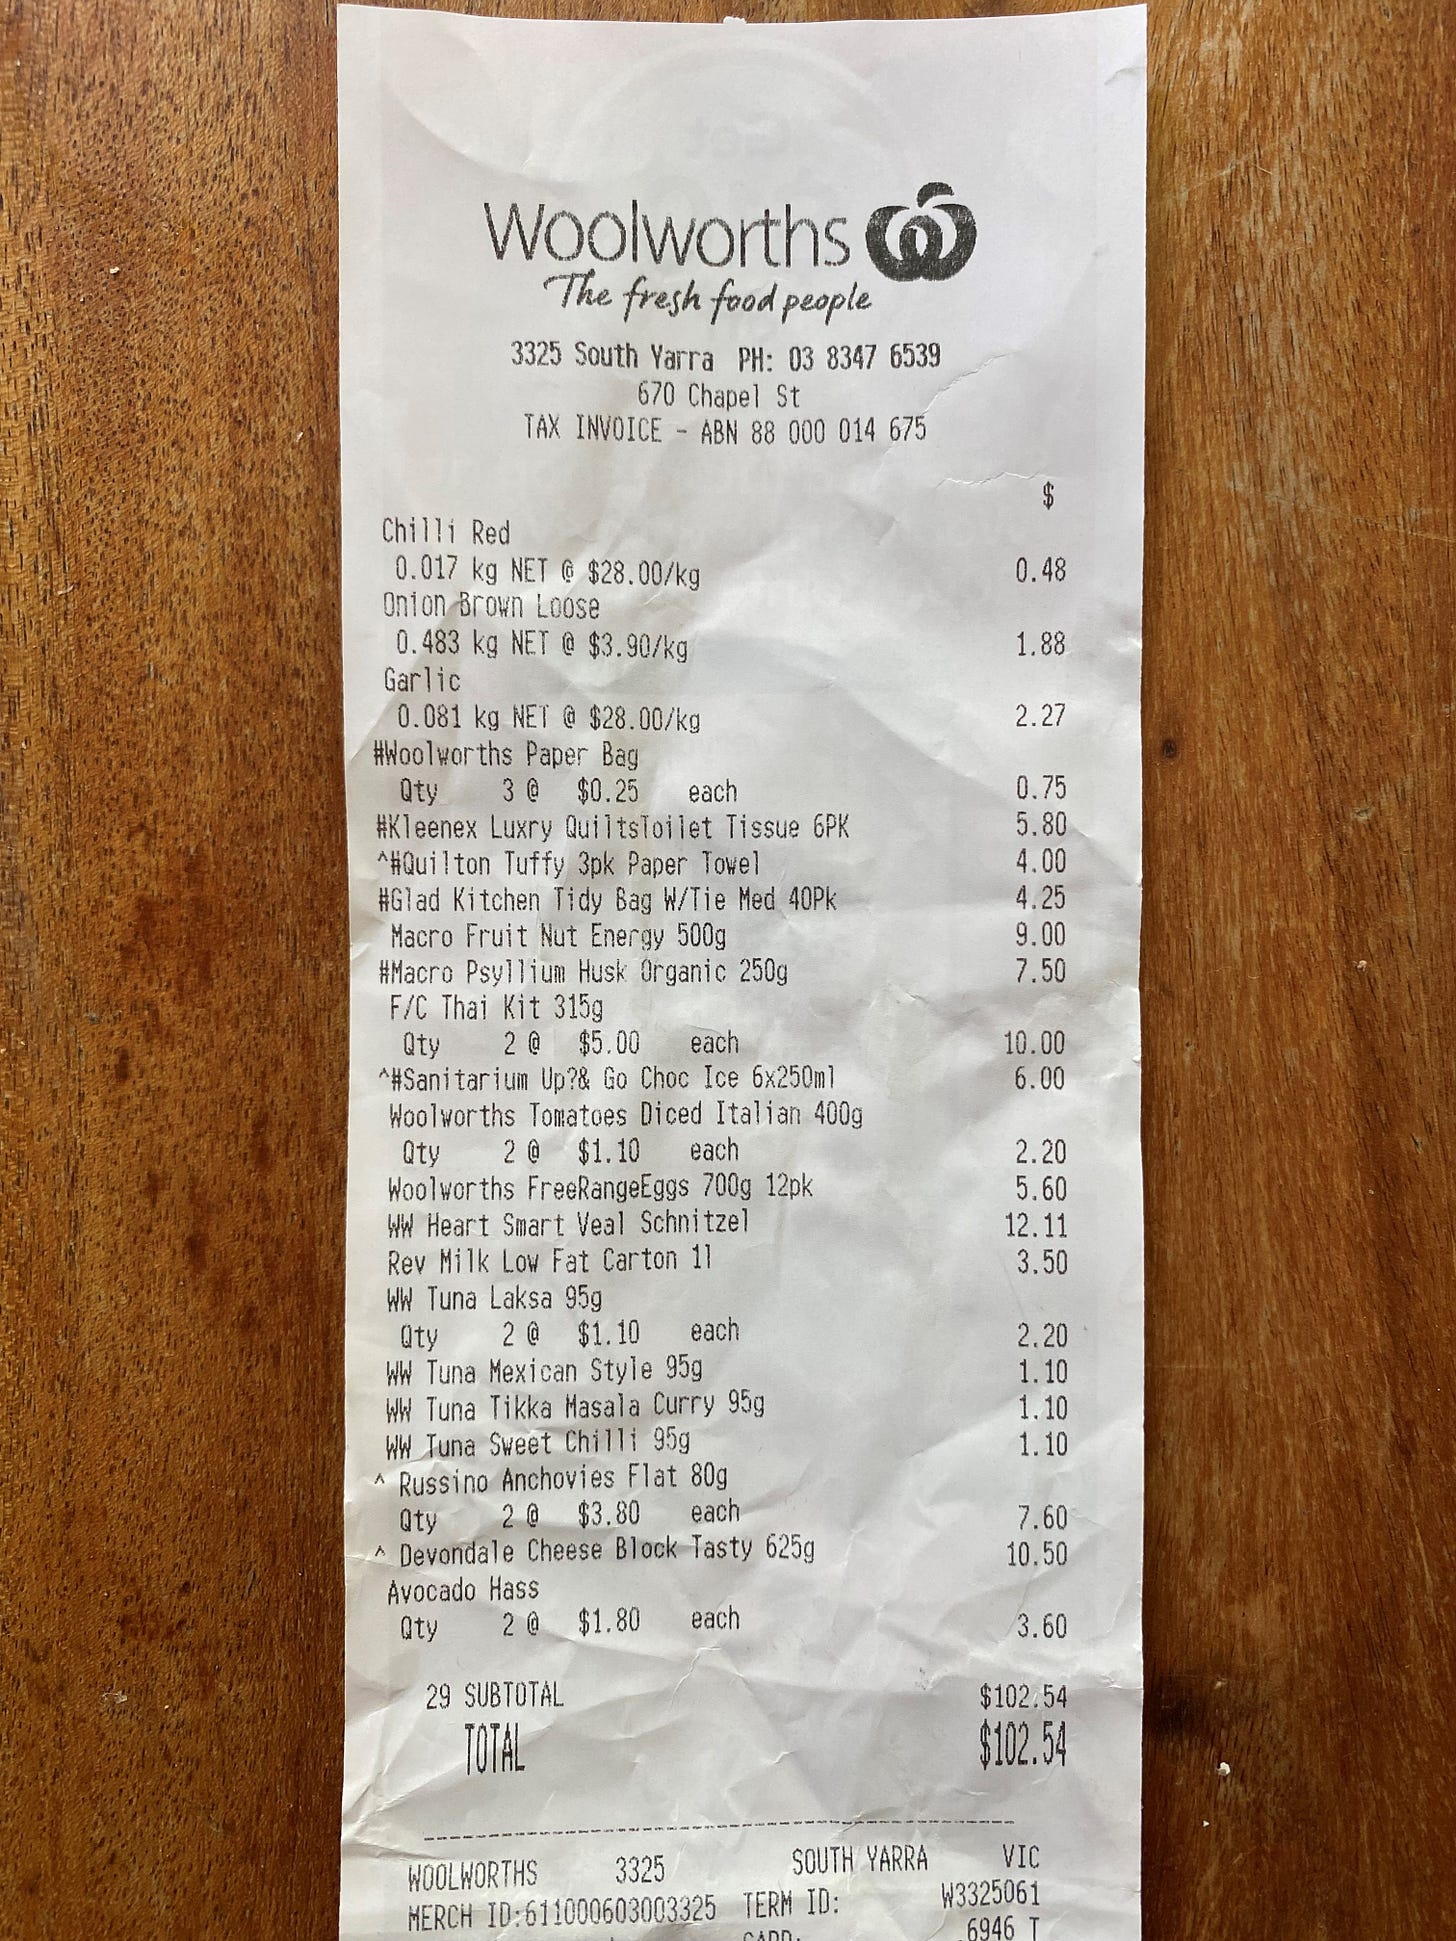 Woolworths
The fresh food people
3325 South Yarra PH: 03 8347 6539
670 Chapel St
TAX INVOICE - ABN 88 000 014 675
$
Chilli Red
0.017 kg NET @ $28.00/kg 0.48
Onion Brown Loose
0.483 kg NET @ $3.90/kg 1.88
Garlic
0.081 kg NET @ $28.00/kg 2.27
#Woolworths Paper Bag
Qty 3 @ $0.25 each 0.75
#Kleenex Luxry QuiltsToilet Tissue 6PK 5.80
^#Quilton Tuffy 3pk Paper Towel 4.00
#Glad Kitchen Tidy Bag W/Tie Med 40Pk 4.25
Macro Fruit Nut Energy 500g 9.00
#Macro Psyllium Husk Organic 250g 7.50
F/C Thai Kit 315g
Qty 2 @ $5.00 each 10.00
^#Sanitarium Up?& Go Choc Ice 6x250ml 6.00
Woolworths Tomatoes Diced Italian 400g
Qty 2 @ $1.10 each 2.20
Woolworths FreeRangeEggs 700g 12pk 5.60
WW Heart Smart Veal Schnitzel 12.11
Rev Milk Low Fat Carton 1l 3.50
WW Tuna Laksa 95g
Qty 2 @ $1.10 each 2.20
WW Tuna Mexican Style 95g 1.10
WW Tuna Tikka Masala Curry 95g 1.10
WW Tuna Sweet Chilli 95g 1.10
^ Russino Anchovies Flat 80g
Qty 2 @ $3.80 each 7.60
^ Devondale Cheese Block Tasty 625g 10.50
Avocado Hass
Qty 2 @ $1.80 each 3.60
29 SUBTOTAL $102.54
TOTAL $102.54
WOOLWORTHS 3325 SOUTH YARRA VIC
MERCH ID:611000603003325 TERM ID: W3325061
CARD: 6946 T